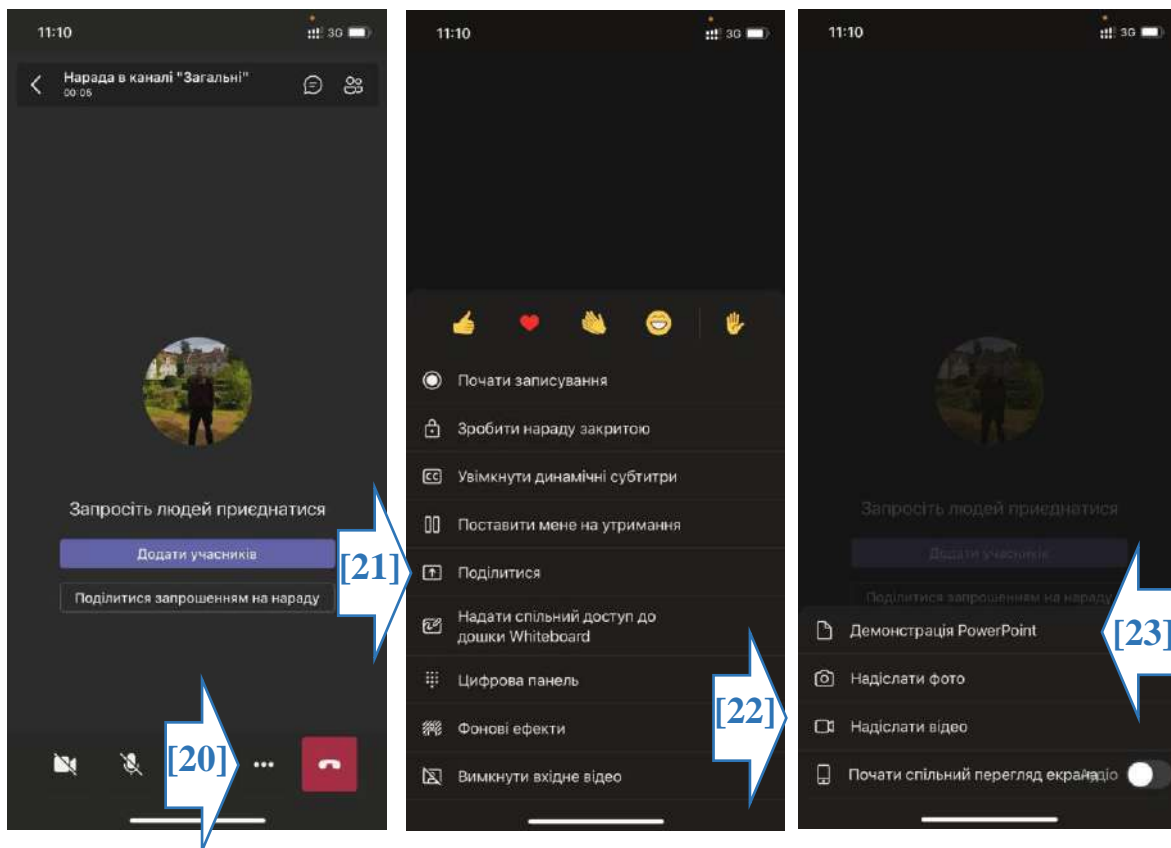 11:10
3G
Нарада в каналі "Загальні"
00:05
Запросіть людей приєднатися
Додати учасників
Поділитися запрошенням на нараду
[20]
11:10
3G
Почати записування
Зробити нараду закритою
CC
Увімкнути динамічні субтитри
Поставити мене на утримання
[21]
Поділитися
Надати спільний доступ до
дошки Whiteboard
Цифрова панель
Фонові ефекти
Вимкнути вхідне відео
11:10
3G
Запросіть людей приєднатися
Додати учасників
Поділитися запрошенням на нараду
Демонстрація PowerPoint
[23]
Надіслати фото
[22]
Надіслати відео
Почати спільний перегляд екрана